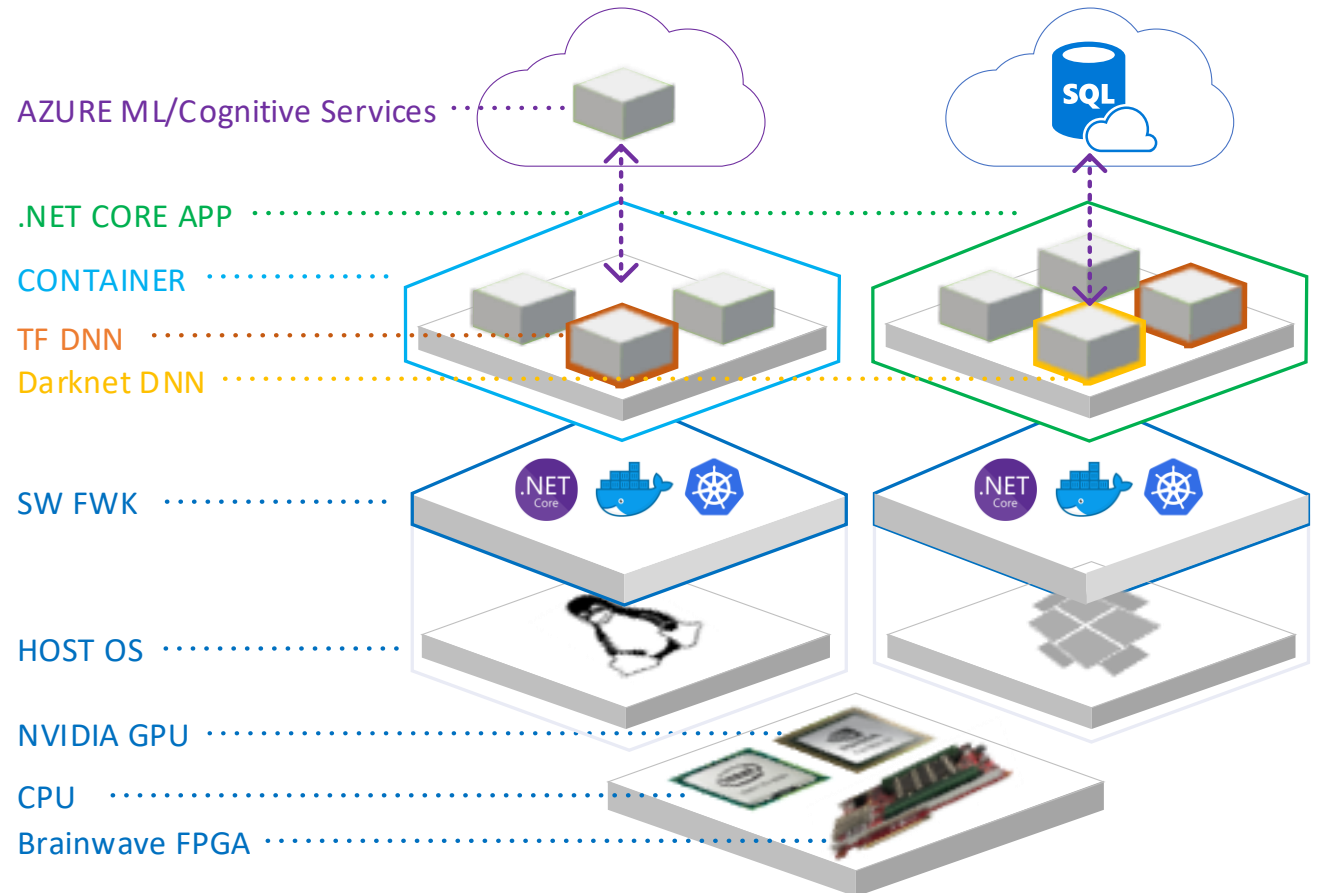 AZURE ML/Cognitive Services
SQL
.NET CORE APP
CONTAINER
TF DNN
Darknet DNN
SW FWK
.NET
Core
.NET
Core
HOST OS
NVIDIA GPU
CPU
Brainwave FPGA